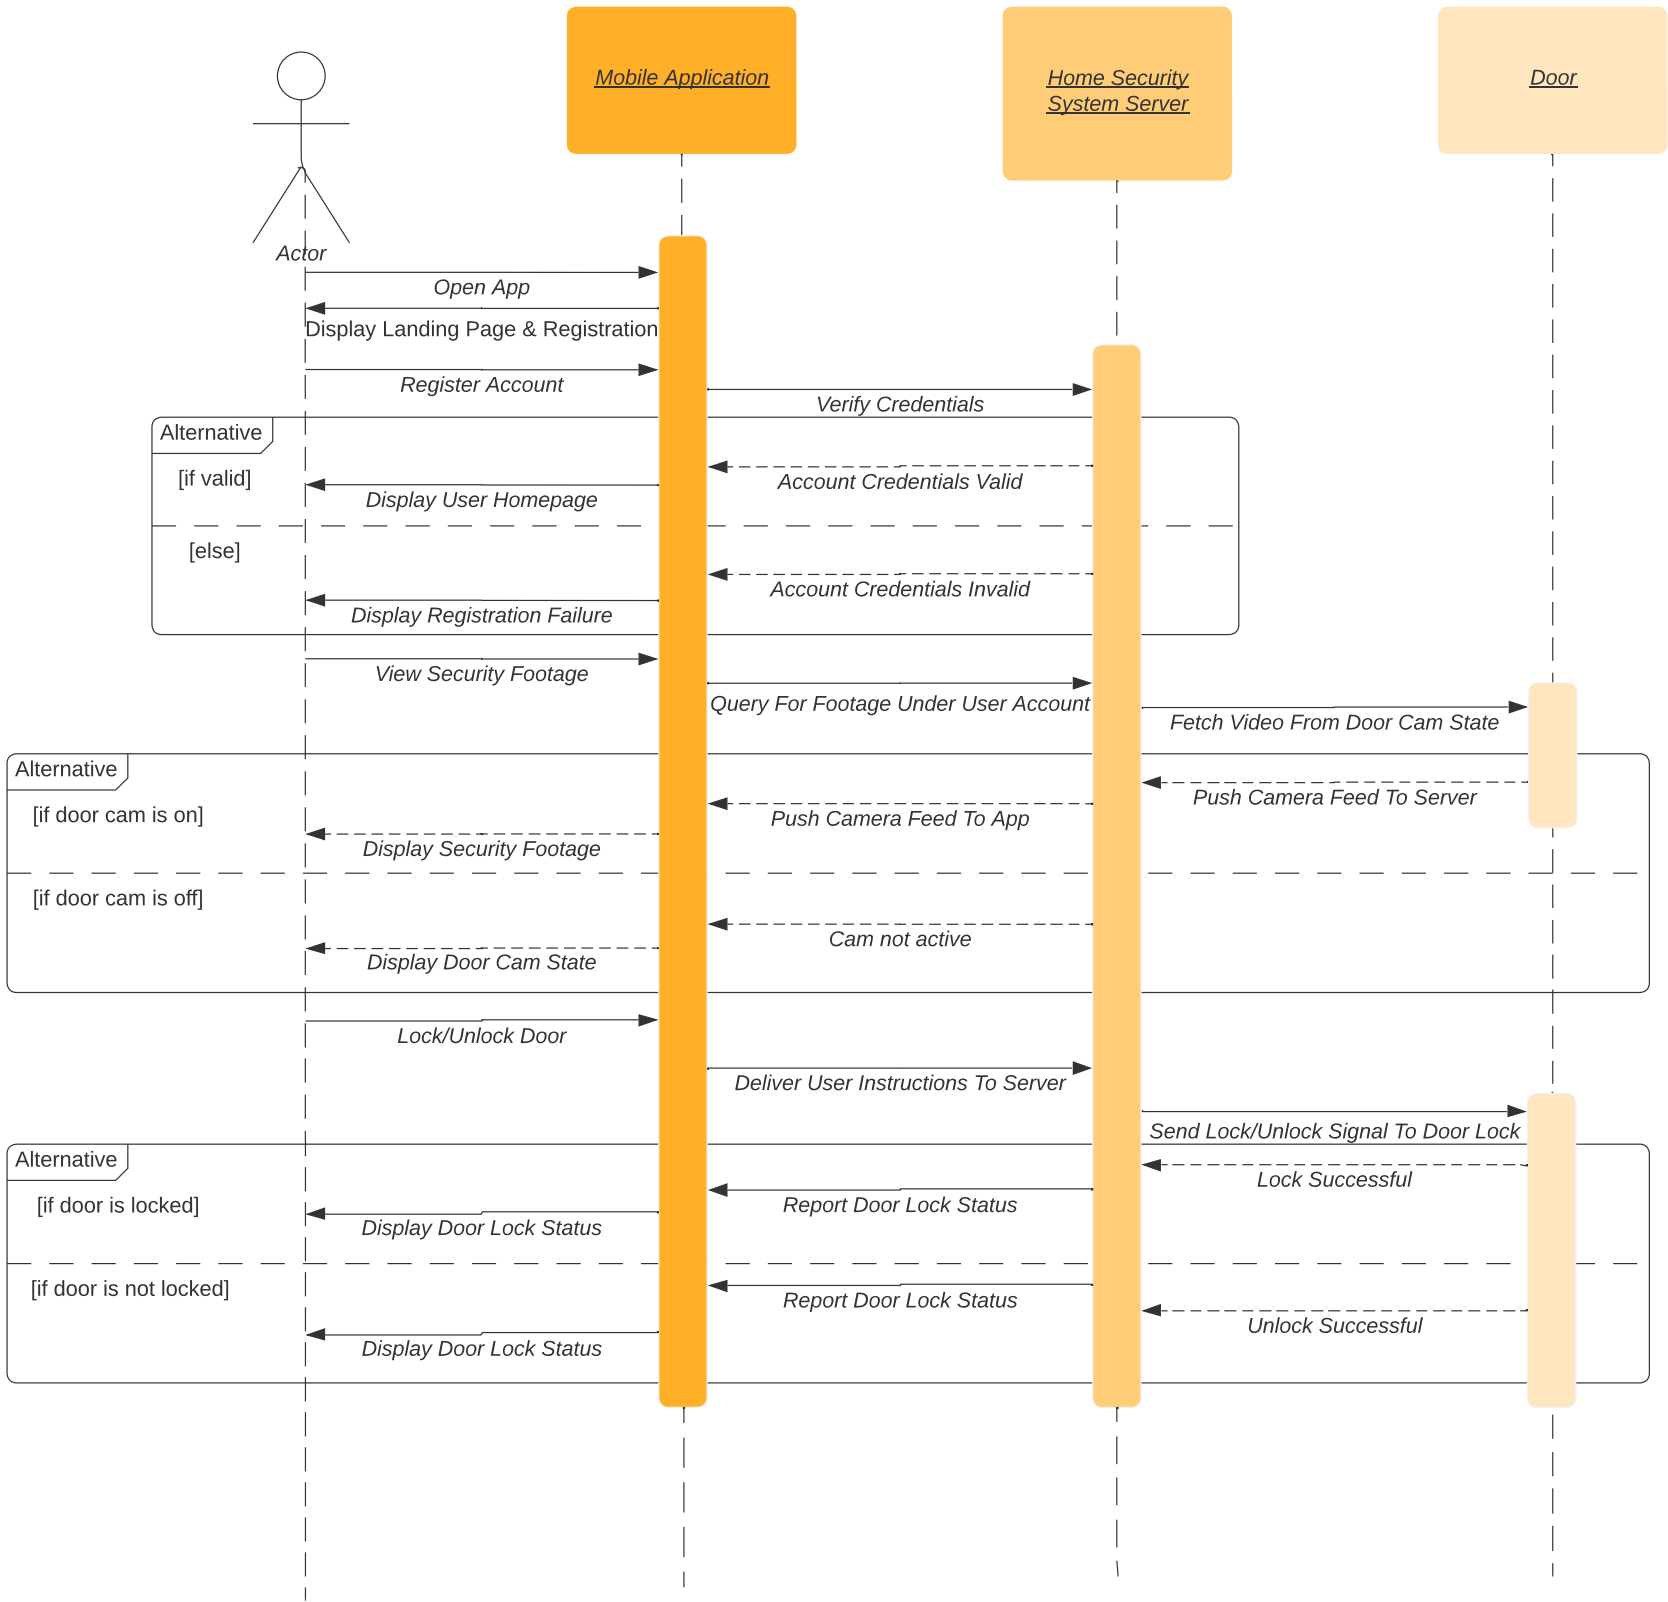 Mobile Application
Home Security
System Server
Door
Actor
Open App
Display Landing Page & Registration
Register Account
Verify Credentials
Alternative
[if valid]
Account Credentials Valid
Display User Homepage
[else]
Account Credentials Invalid
Display Registration Failure
View Security Footage
Query For Footage Under User Account
Fetch Video From Door Cam State
Alternative
Push Camera Feed To Server
[if door cam is on]
Push Camera Feed To App
Display Security Footage
[if door cam is off]
Cam not active
Display Door Cam State
Lock/Unlock Door
Deliver User Instructions To Server
Send Lock/Unlock Signal To Door Lock
Alternative
Lock Successful
[if door is locked]
Report Door Lock Status
Display Door Lock Status
[if door is not locked]
Report Door Lock Status
Unlock Successful
Display Door Lock Status